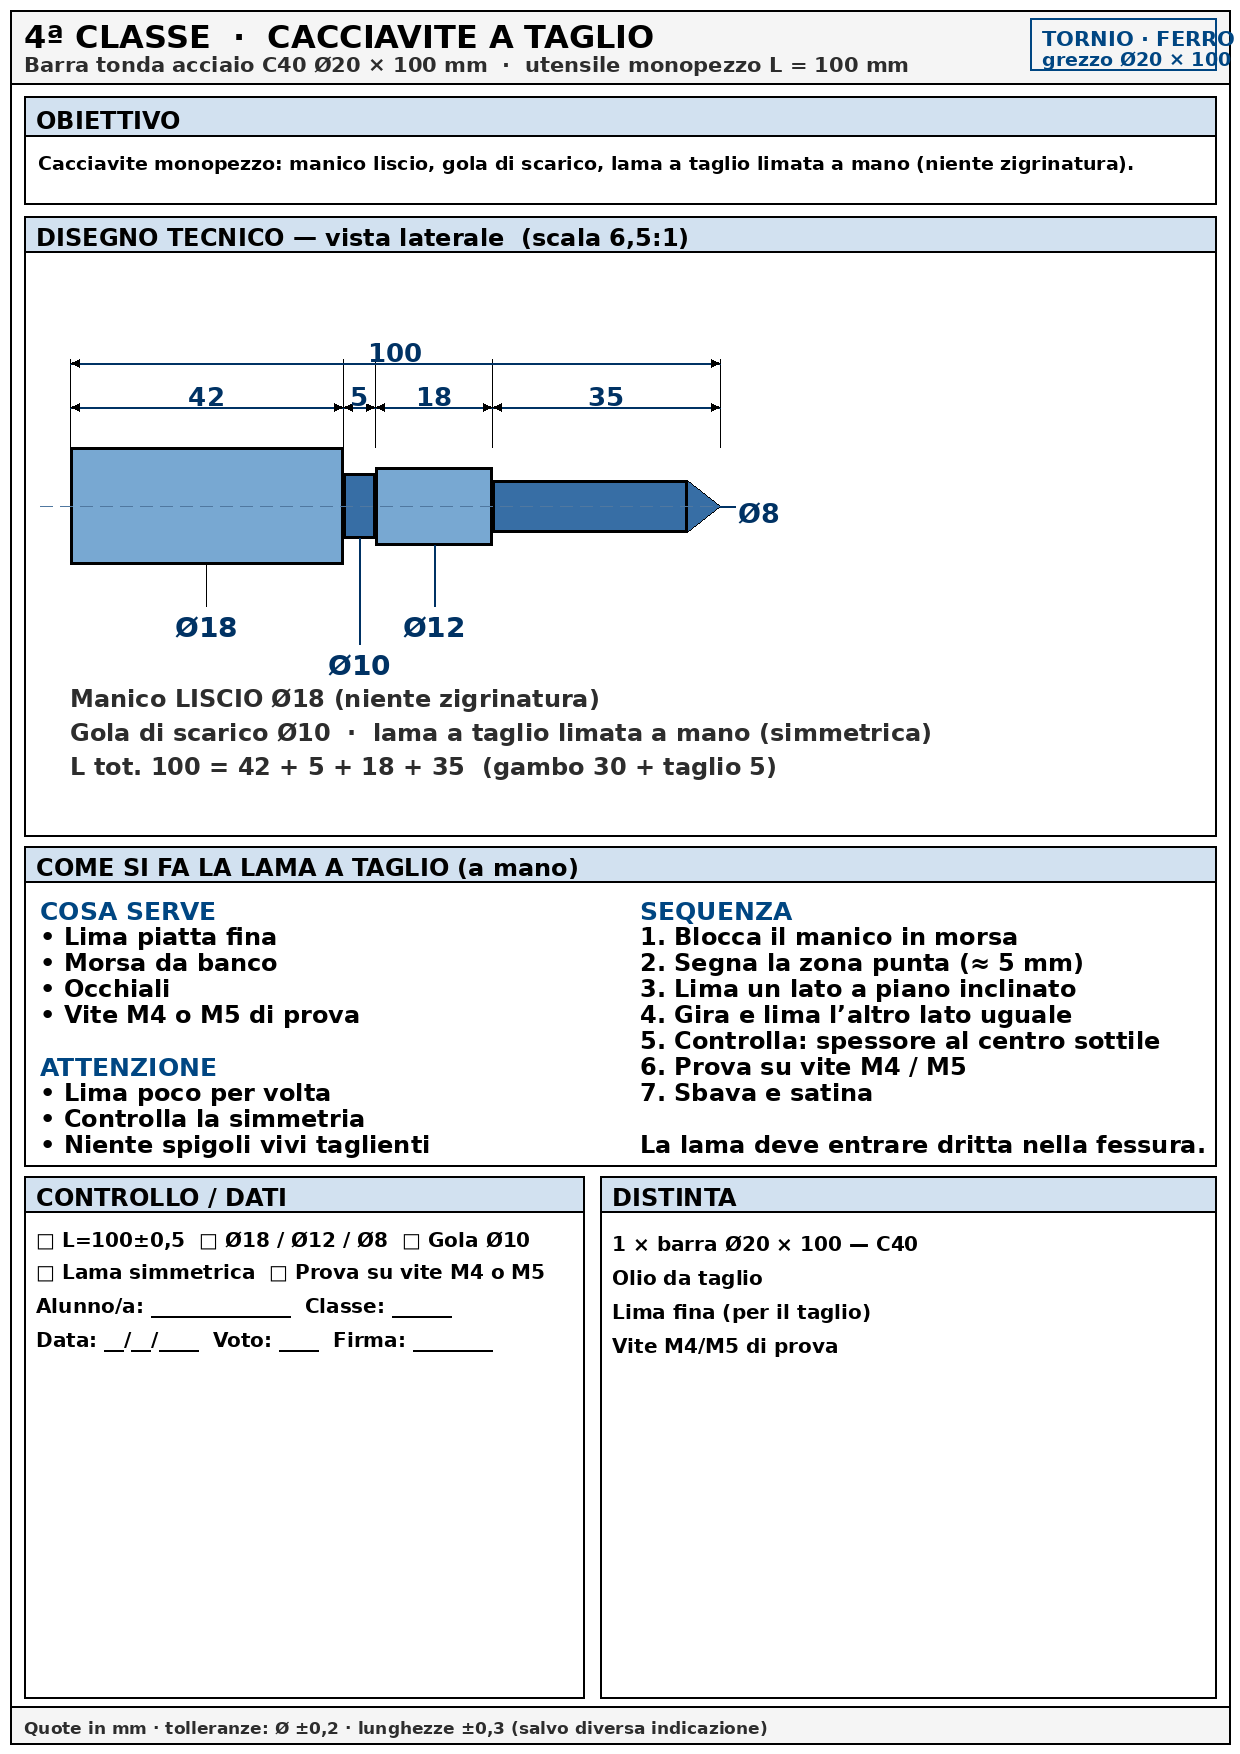 4ª CLASSE · CACCIAVITE A TAGLIO
Barra tonda acciaio C40 Ø20 × 100 mm · utensile monopezzo L = 100 mm
TORNIO · FERRO
grezzo Ø20 × 100
OBIETTIVO
Cacciavite monopezzo: manico liscio, gola di scarico, lama a taglio limata a mano (niente zigrinatura).
DISEGNO TECNICO — vista laterale (scala 6,5:1)
100
42 5 18 35
Ø8
Ø18 Ø12
Ø10
Manico LISCIO Ø18 (niente zigrinatura)
Gola di scarico Ø10 · lama a taglio limata a mano (simmetrica)
L tot. 100 = 42 + 5 + 18 + 35 (gambo 30 + taglio 5)
COME SI FA LA LAMA A TAGLIO (a mano)
COSA SERVE
• Lima piatta fina
• Morsa da banco
• Occhiali
• Vite M4 o M5 di prova
ATTENZIONE
• Lima poco per volta
• Controlla la simmetria
• Niente spigoli vivi taglienti
SEQUENZA
1. Blocca il manico in morsa
2. Segna la zona punta (≈ 5 mm)
3. Lima un lato a piano inclinato
4. Gira e lima l’altro lato uguale
5. Controlla: spessore al centro sottile
6. Prova su vite M4 / M5
7. Sbava e satina
La lama deve entrare dritta nella fessura.
CONTROLLO / DATI
□ L=100±0,5 □ Ø18 / Ø12 / Ø8 □ Gola Ø10
□ Lama simmetrica □ Prova su vite M4 o M5
Alunno/a: ______________ Classe: ______
Data: __/__/____ Voto: ____ Firma: ________
DISTINTA
1 × barra Ø20 × 100 — C40
Olio da taglio
Lima fina (per il taglio)
Vite M4/M5 di prova
Quote in mm · tolleranze: Ø ±0,2 · lunghezze ±0,3 (salvo diversa indicazione)